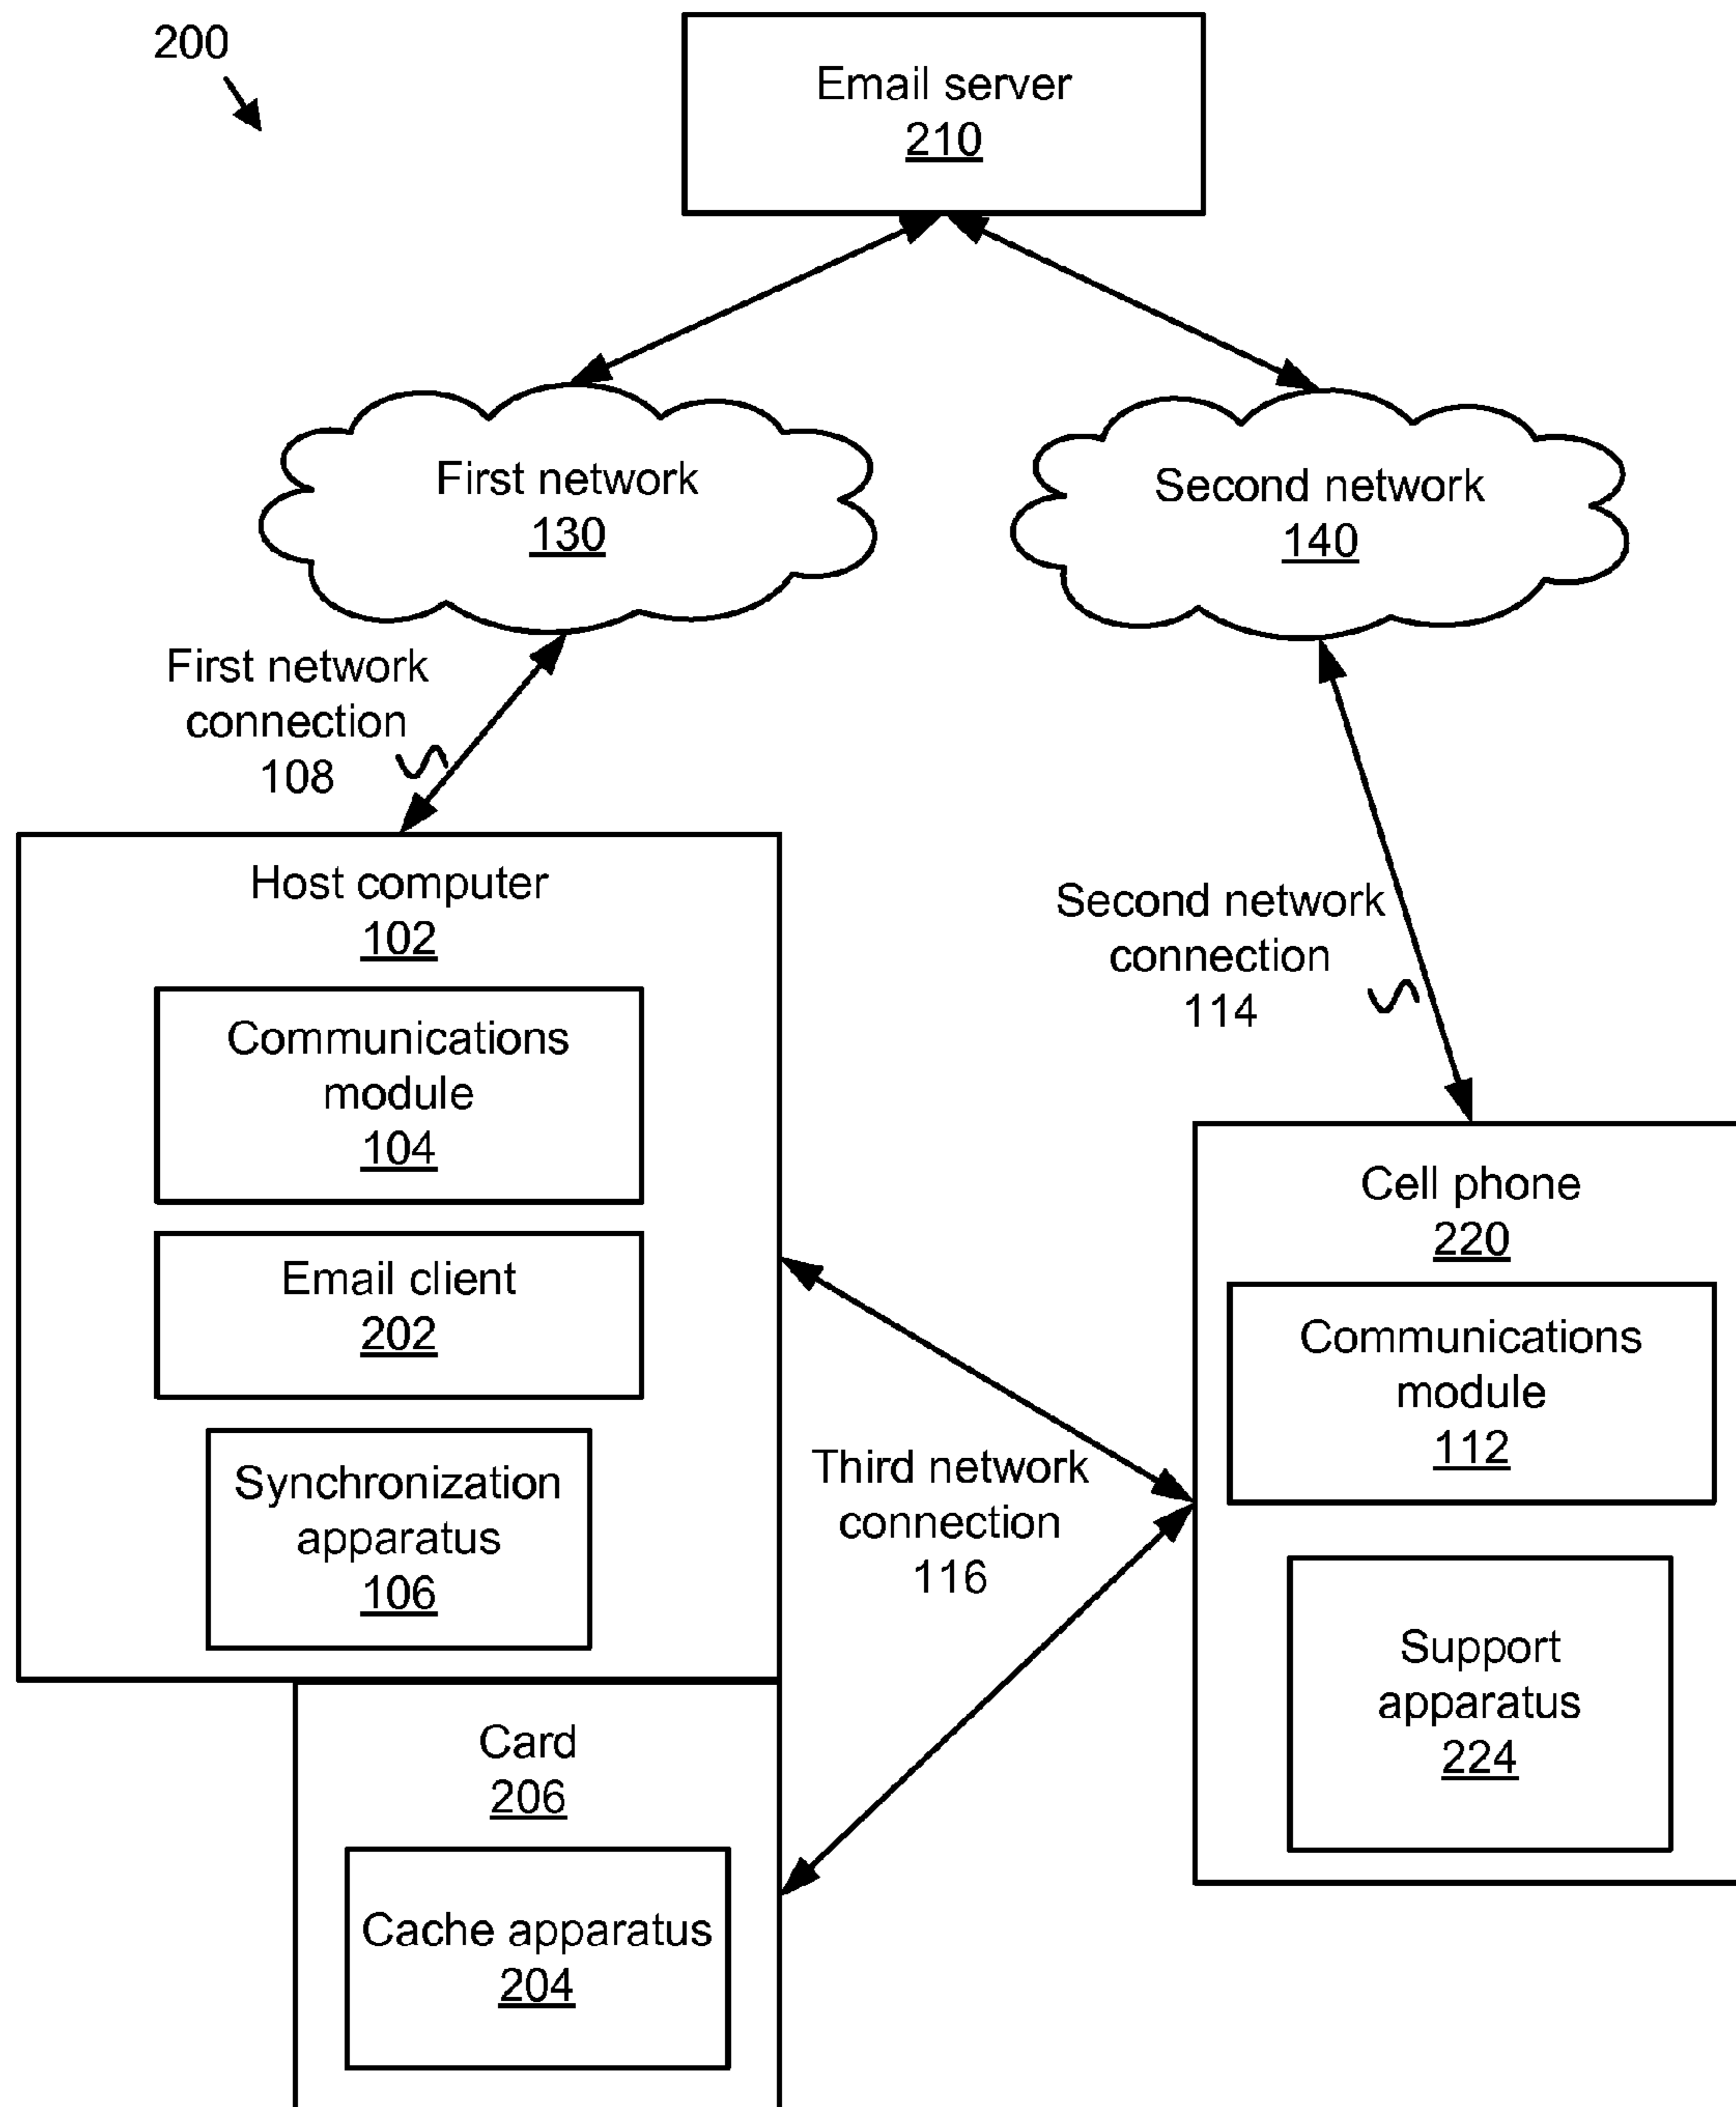 200
Email server
210
First network
130
Second network
140
First network
connection
108
Host computer
102
Communications
module
104
Email client
202
Synchronization
apparatus
106
Second network
connection
114
Cell phone
220
Communications
module
112
Support
apparatus
224
Third network
connection
116
Card
206
Cache apparatus
204